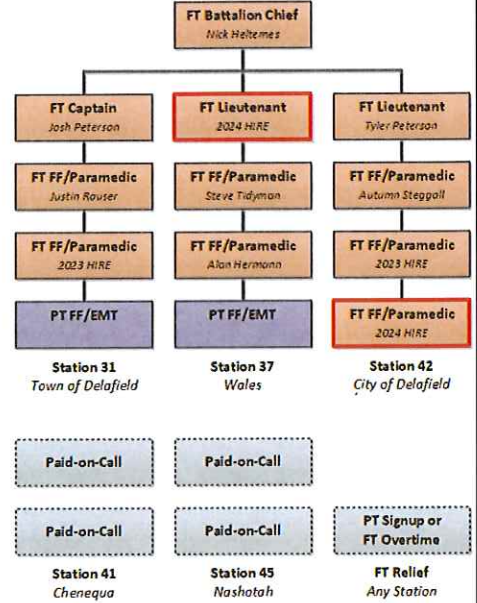 FT Battalion Chief
Nick Heltemes
FT Captain
Josh Peterson
FT Lieutenant
2024 HIRE
FT Lieutenant
Tyler Peterson
FT FF/Paramedic
Justin Rouser
FT FF/Paramedic
Steve Tidyman
FT FF/Paramedic
Autumn Steggall
FT FF/Paramedic
2023 HIRE
FT FF/Paramedic
Alan Hermann
FT FF/Paramedic
2023 HIRE
PT FF/EMT
PT FF/EMT
FT FF/Paramedic
2024 HIRE
Station 31
Town of Delafield
Station 37
Wales
Station 42
City of Delafield
Paid-on-Call
Paid-on-Call
Paid-on-Call
Paid-on-Call
PT Signup or
FT Overtime
Station 41
Chenequa
Station 45
Nashotah
FT Relief
Any Station